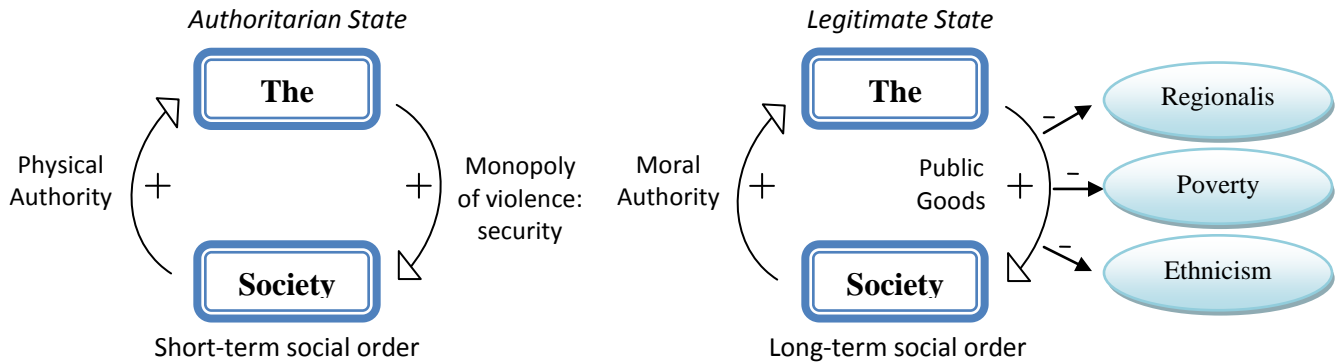 Authoritarian State
The
Physical
Authority
+
+
Monopoly
of violence:
security
Society
Short-term social order
Legitimate State
The
Moral
Authority
+
Public
Goods
+
–
Regionalis
–
Poverty
–
Ethnicism
Society
Long-term social order